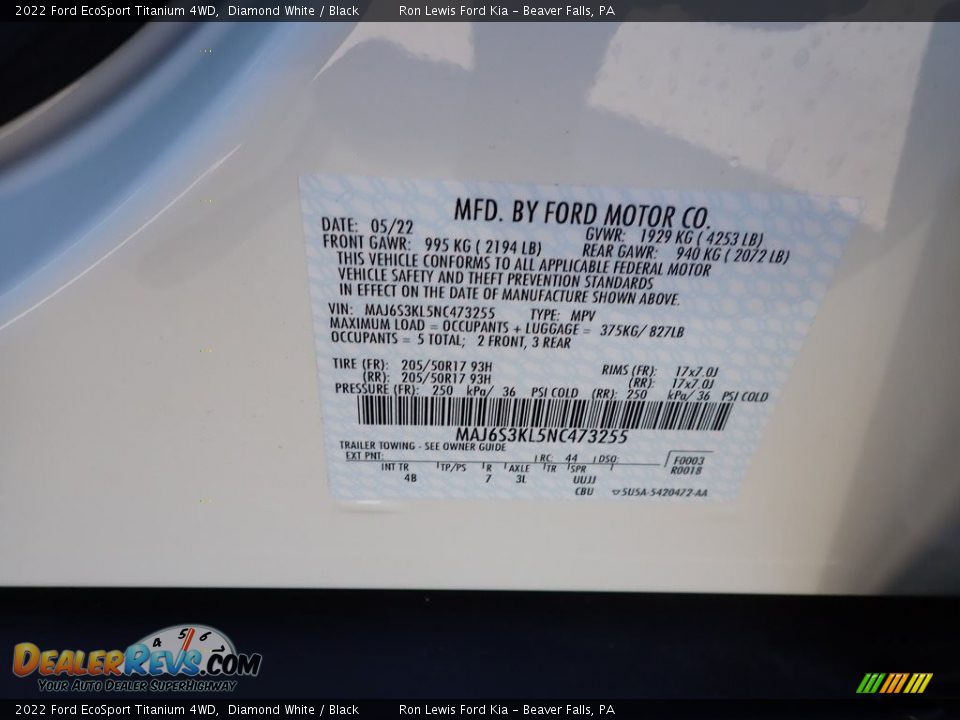 2022 Ford EcoSport Titanium 4WD, Diamond White / Black Ron Lewis Ford Kia - Beaver Falls, PA
MFD. BY FORD MOTOR CO.
DATE: 05/22 GVWR: 1929 KG ( 4253 LB)
FRONT GAWR: 995 KG ( 2194 LB) REAR GAWR: 940 KG ( 2072 LB)
THIS VEHICLE CONFORMS TO ALL APPLICABLE FEDERAL MOTOR
VEHICLE SAFETY AND THEFT PREVENTION STANDARDS
IN EFFECT ON THE DATE OF MANUFACTURE SHOWN ABOVE.
VIN: MAJ6S3KL5NC473255 TYPE: MPV
MAXIMUM LOAD = OCCUPANTS + LUGGAGE = 375KG/ 827LB
OCCUPANTS = 5 TOTAL; 2 FRONT, 3 REAR
TIRE (FR): 205/50R17 93H RIMS (FR): 17x7.0J
(RR): 205/50R17 93H (RR): 17x7.0J
PRESSURE (FR): 250 kPa/ 36 PSI COLD (RR): 250 kPa/ 36 PSI COLD
MAJ6S3KL5NC473255
TRAILER TOWING - SEE OWNER GUIDE
EXT PNT: RC: 44 DSO: F0003
R0018
INT TR TP/PS R AXLE TR SPR
4B 7 3L UUJJ
CBU 5U5A-5420472-AA
4 5 6
DealerRevs.com
Your Auto Dealer SuperHighway
2022 Ford EcoSport Titanium 4WD, Diamond White / Black Ron Lewis Ford Kia - Beaver Falls, PA